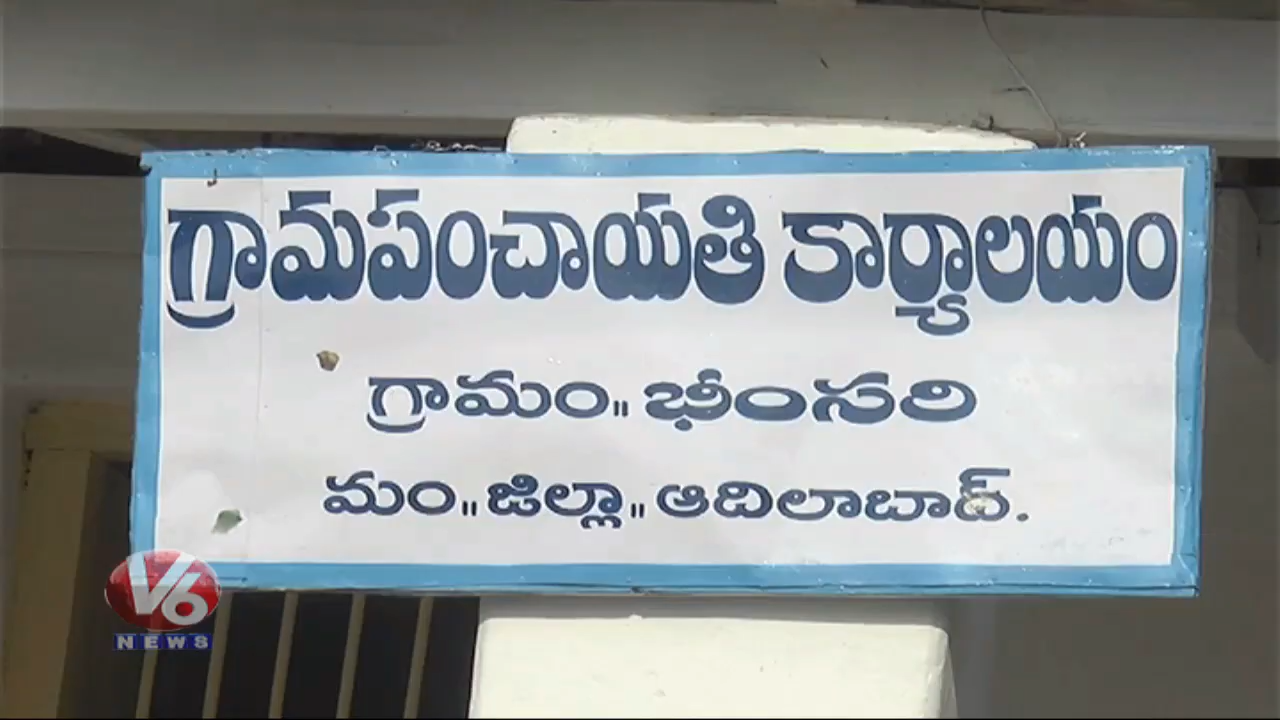 గ్రామపంచాయతి కార్యాలయం
గ్రామం॥ భీంసరి
మం॥ జిల్లా॥ ఆదిలాబాద్.
V6
NEWS